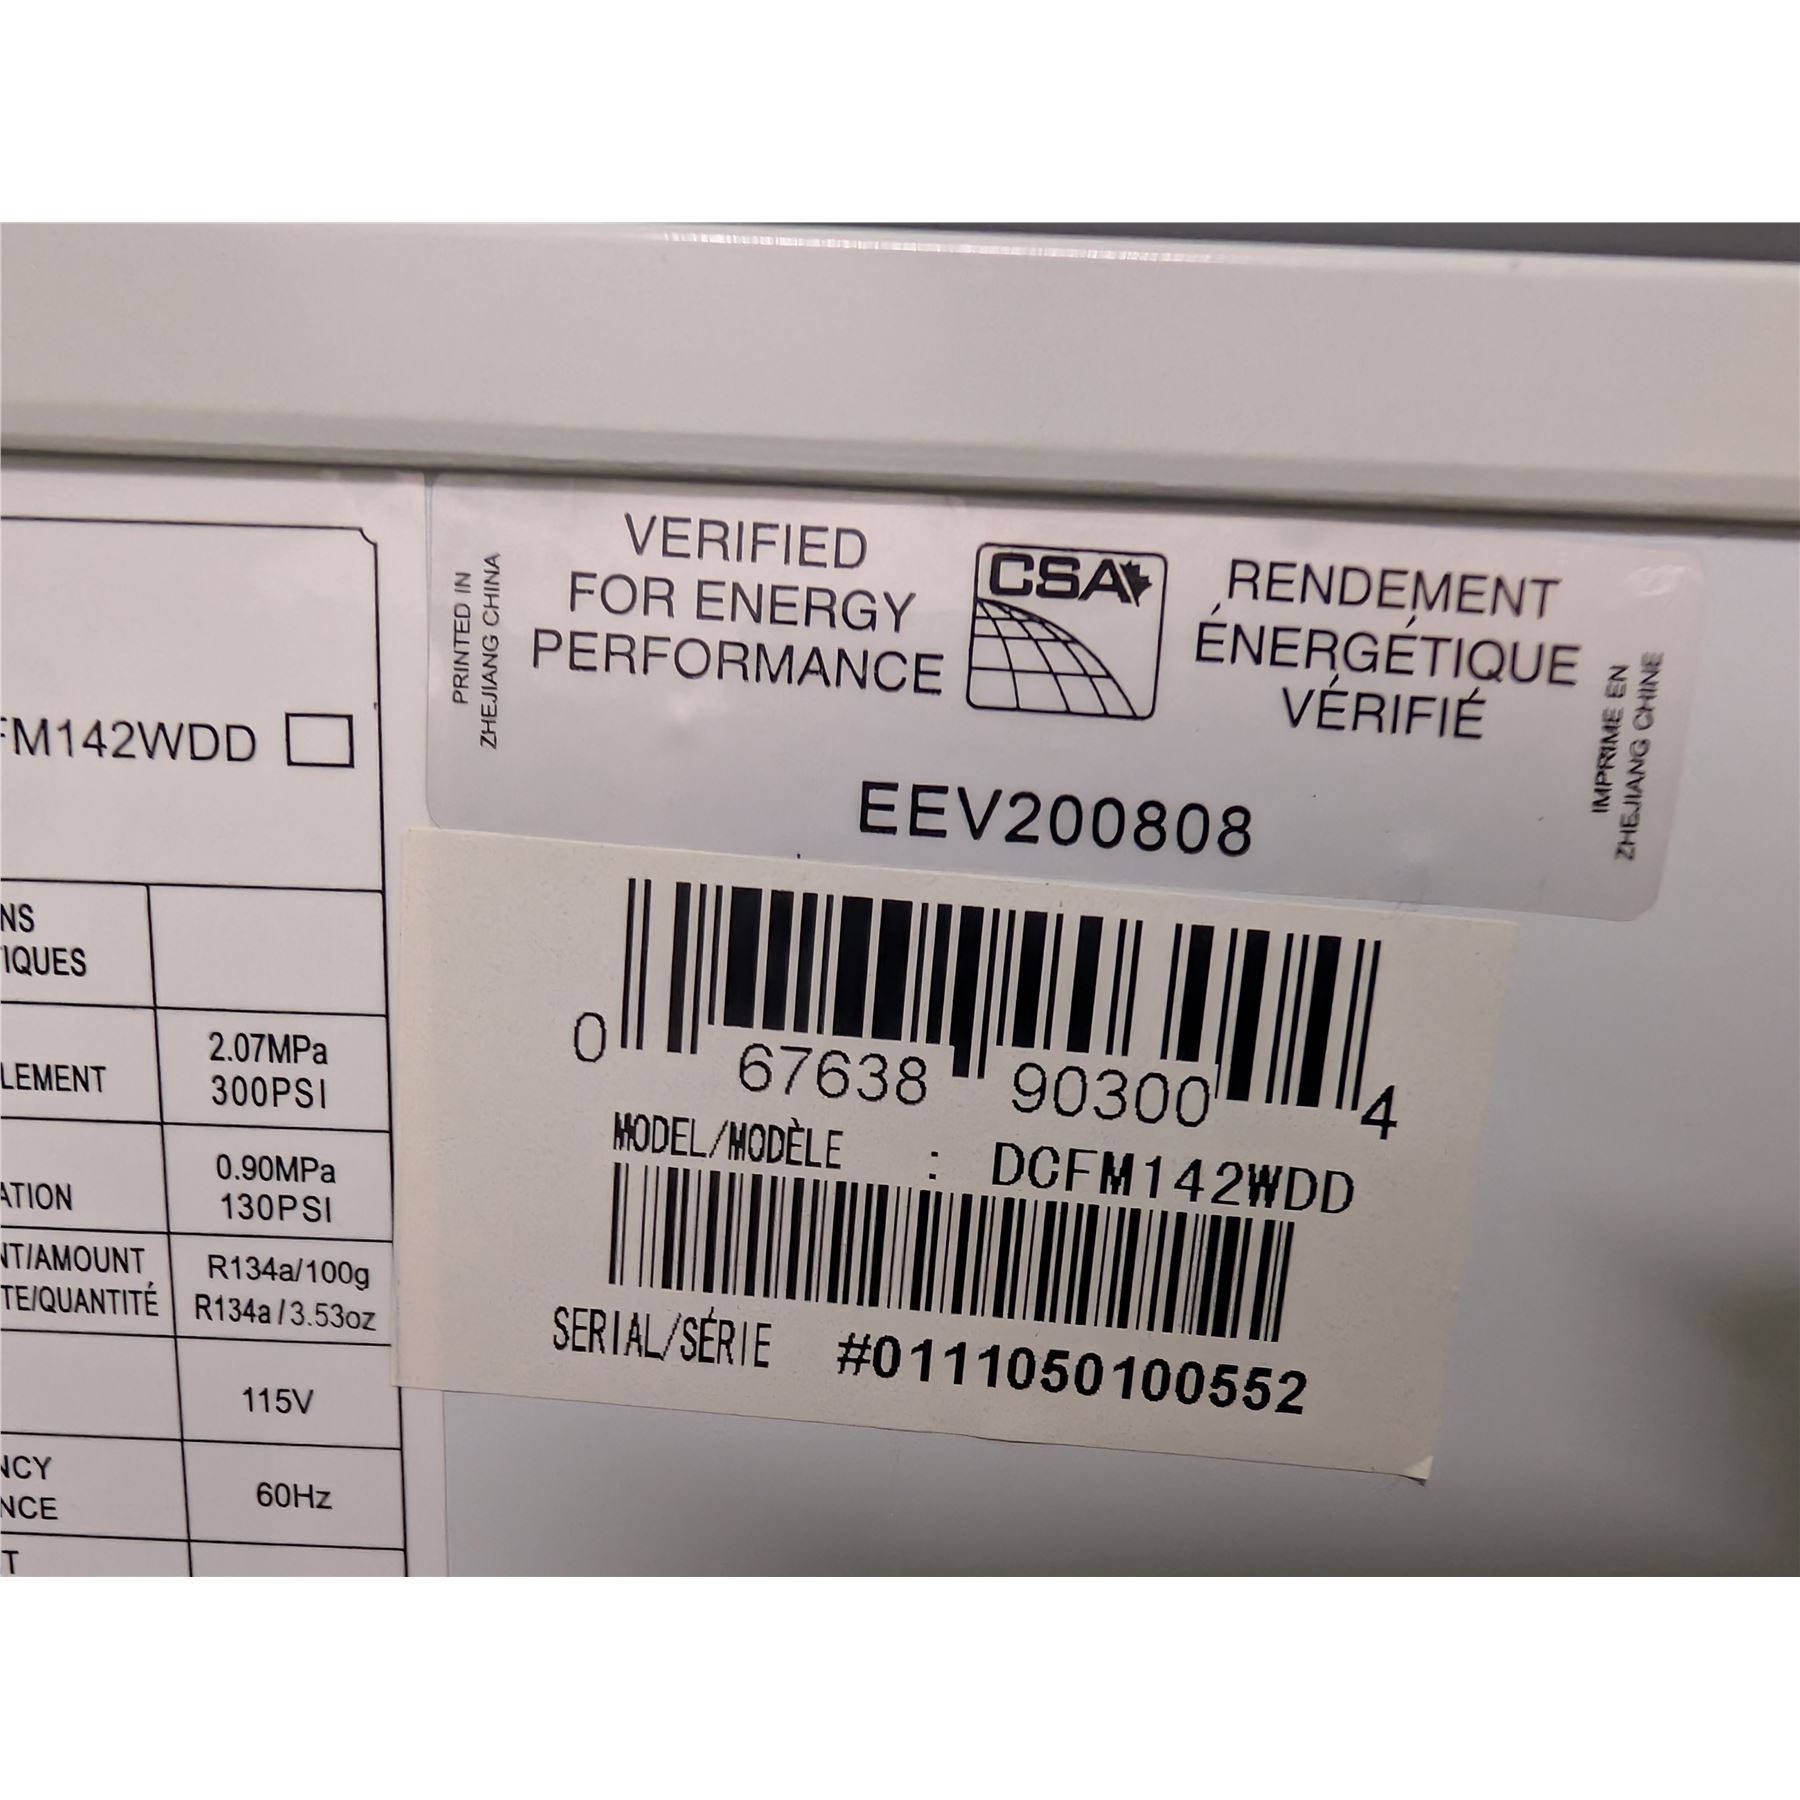 FM142WDD
NS
IQUES
LEMENT
2.07MPa
300PSI
ATION
0.90MPa
130PSI
NT/AMOUNT
TE/QUANTITÉ
R134a/100g
R134a/3.53oz
115V
NCY
NCE
60Hz
T
PRINTED IN
ZHEJIANG CHINA
VERIFIED
FOR ENERGY
PERFORMANCE
CSA
RENDEMENT
ÉNERGÉTIQUE
VÉRIFIÉ
IMPRIME EN
ZHEJIANG CHINE
EEV200808
0 67638 90300 4
MODEL/MODÈLE : DCFM142WDD
SERIAL/SÉRIE #0111050100552